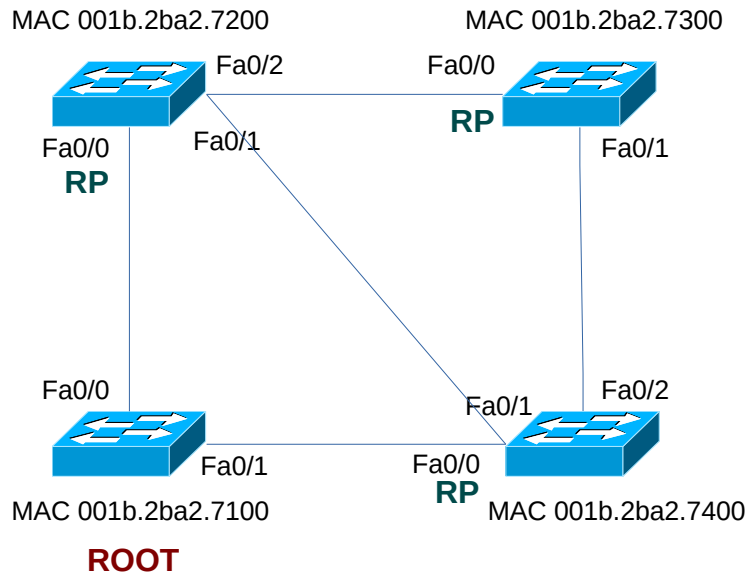 MAC 001b.2ba2.7200
MAC 001b.2ba2.7300
Fa0/2
Fa0/0
RP
Fa0/0
Fa0/1
Fa0/1
RP
Fa0/0
Fa0/2
Fa0/1
Fa0/1
Fa0/0
RP
MAC 001b.2ba2.7100
MAC 001b.2ba2.7400
ROOT